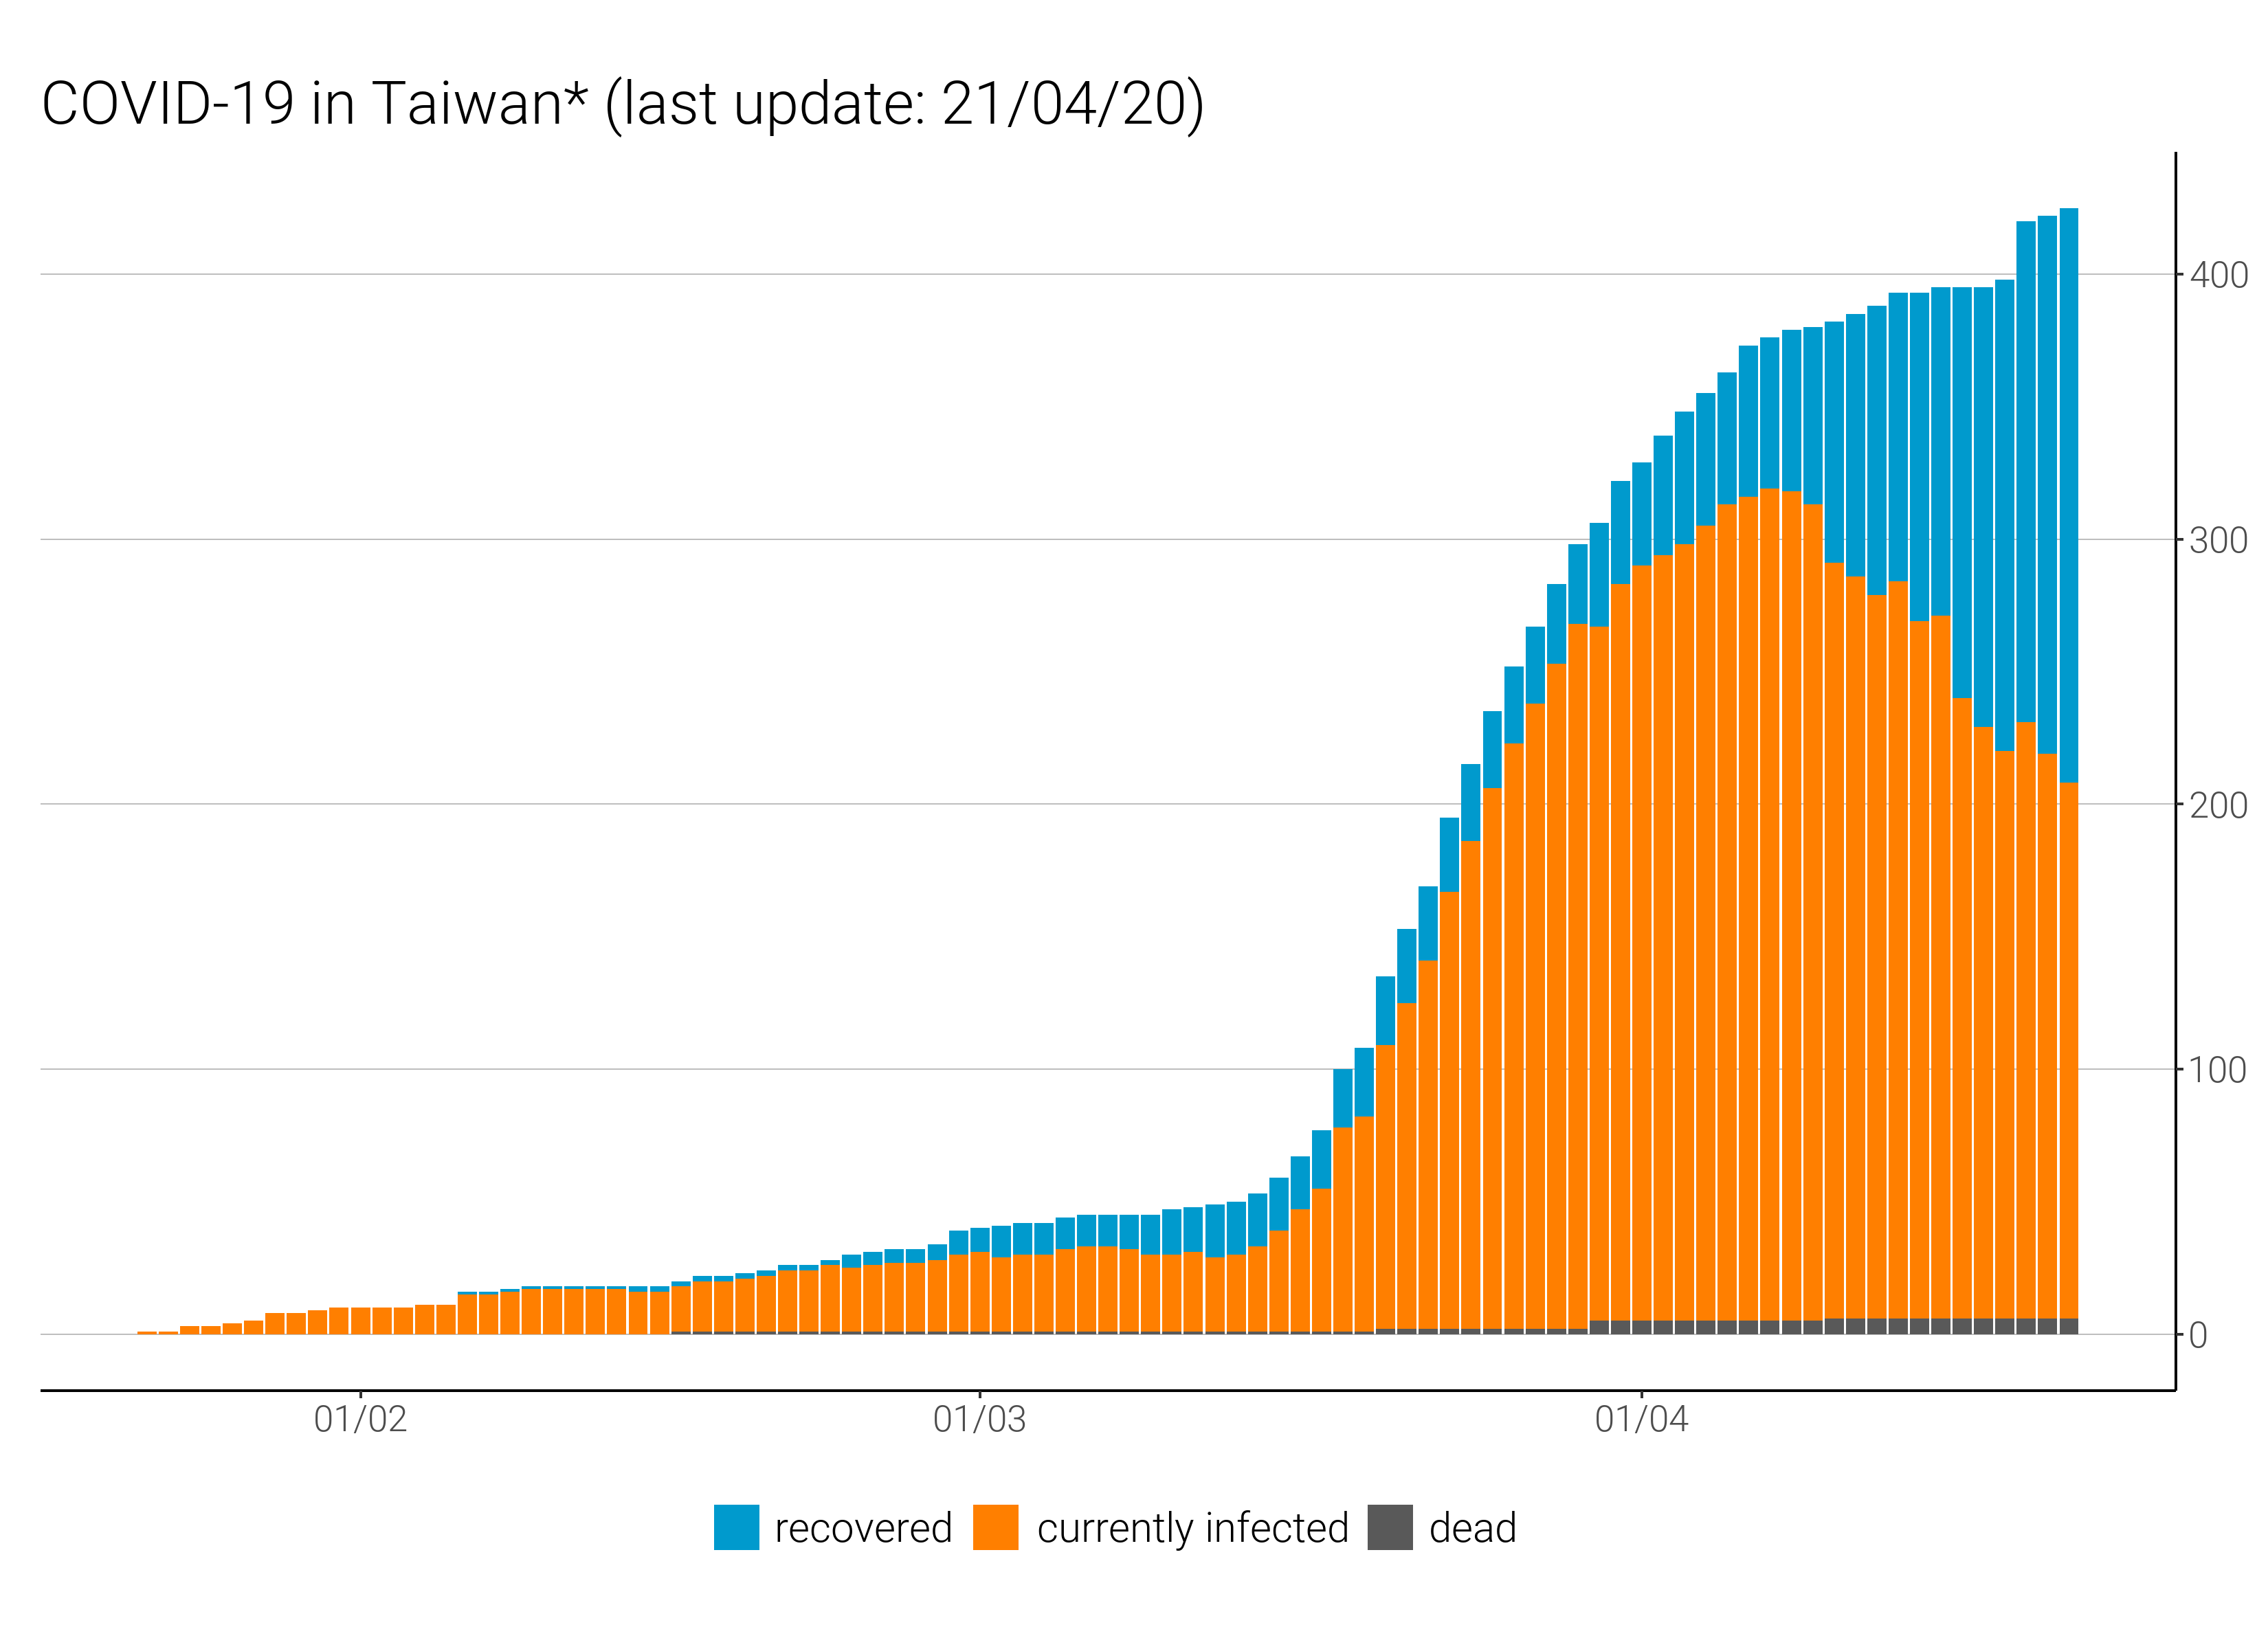 COVID-19 in Taiwan* (last update: 21/04/20)
400
300
200
100
0
01/02 01/03 01/04
recovered currently infected dead